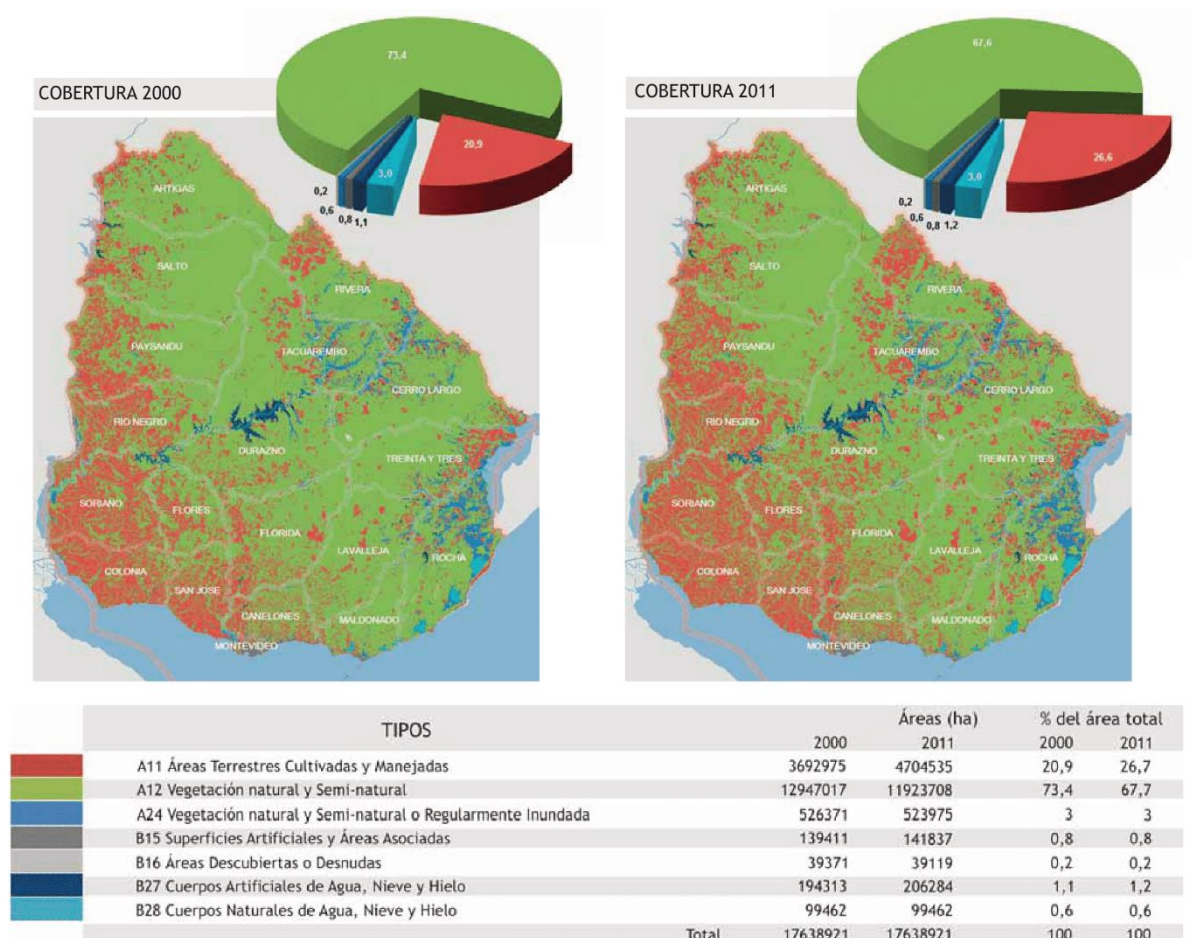 COBERTURA 2000
73,4
20,9
3,0
0,2
0,6
0,8
1,1
ARTIGAS
SALTO
RIVERA
PAYSANDU
TACUAREMBO
CERRO LARGO
RIO NEGRO
DURAZNO
TREINTA Y TRES
SORIANO
FLORES
FLORIDA
LAVALLEJA
ROCHA
COLONIA
SAN JOSE
CANELONES
MALDONADO
MONTEVIDEO
COBERTURA 2011
67,6
26,6
3,0
0,2
0,6
0,8
1,2
ARTIGAS
SALTO
RIVERA
PAYSANDU
TACUAREMBO
CERRO LARGO
RIO NEGRO
DURAZNO
TREINTA Y TRES
SORIANO
FLORES
FLORIDA
LAVALLEJA
ROCHA
COLONIA
SAN JOSE
CANELONES
MALDONADO
MONTEVIDEO
TIPOS Áreas (ha) % del área total
2000 2011 2000 2011
A11 Áreas Terrestres Cultivadas y Manejadas 3692975 4704535 20,9 26,7
A12 Vegetación natural y Semi-natural 12947017 11923708 73,4 67,7
A24 Vegetación natural y Semi-natural o Regularmente Inundada 526371 523975 3 3
B15 Superficies Artificiales y Áreas Asociadas 139411 141837 0,8 0,8
B16 Áreas Descubiertas o Desnudas 39371 39119 0,2 0,2
B27 Cuerpos Artificiales de Agua, Nieve y Hielo 194313 206284 1,1 1,2
B28 Cuerpos Naturales de Agua, Nieve y Hielo 99462 99462 0,6 0,6
Total 17638921 17638921 100 100